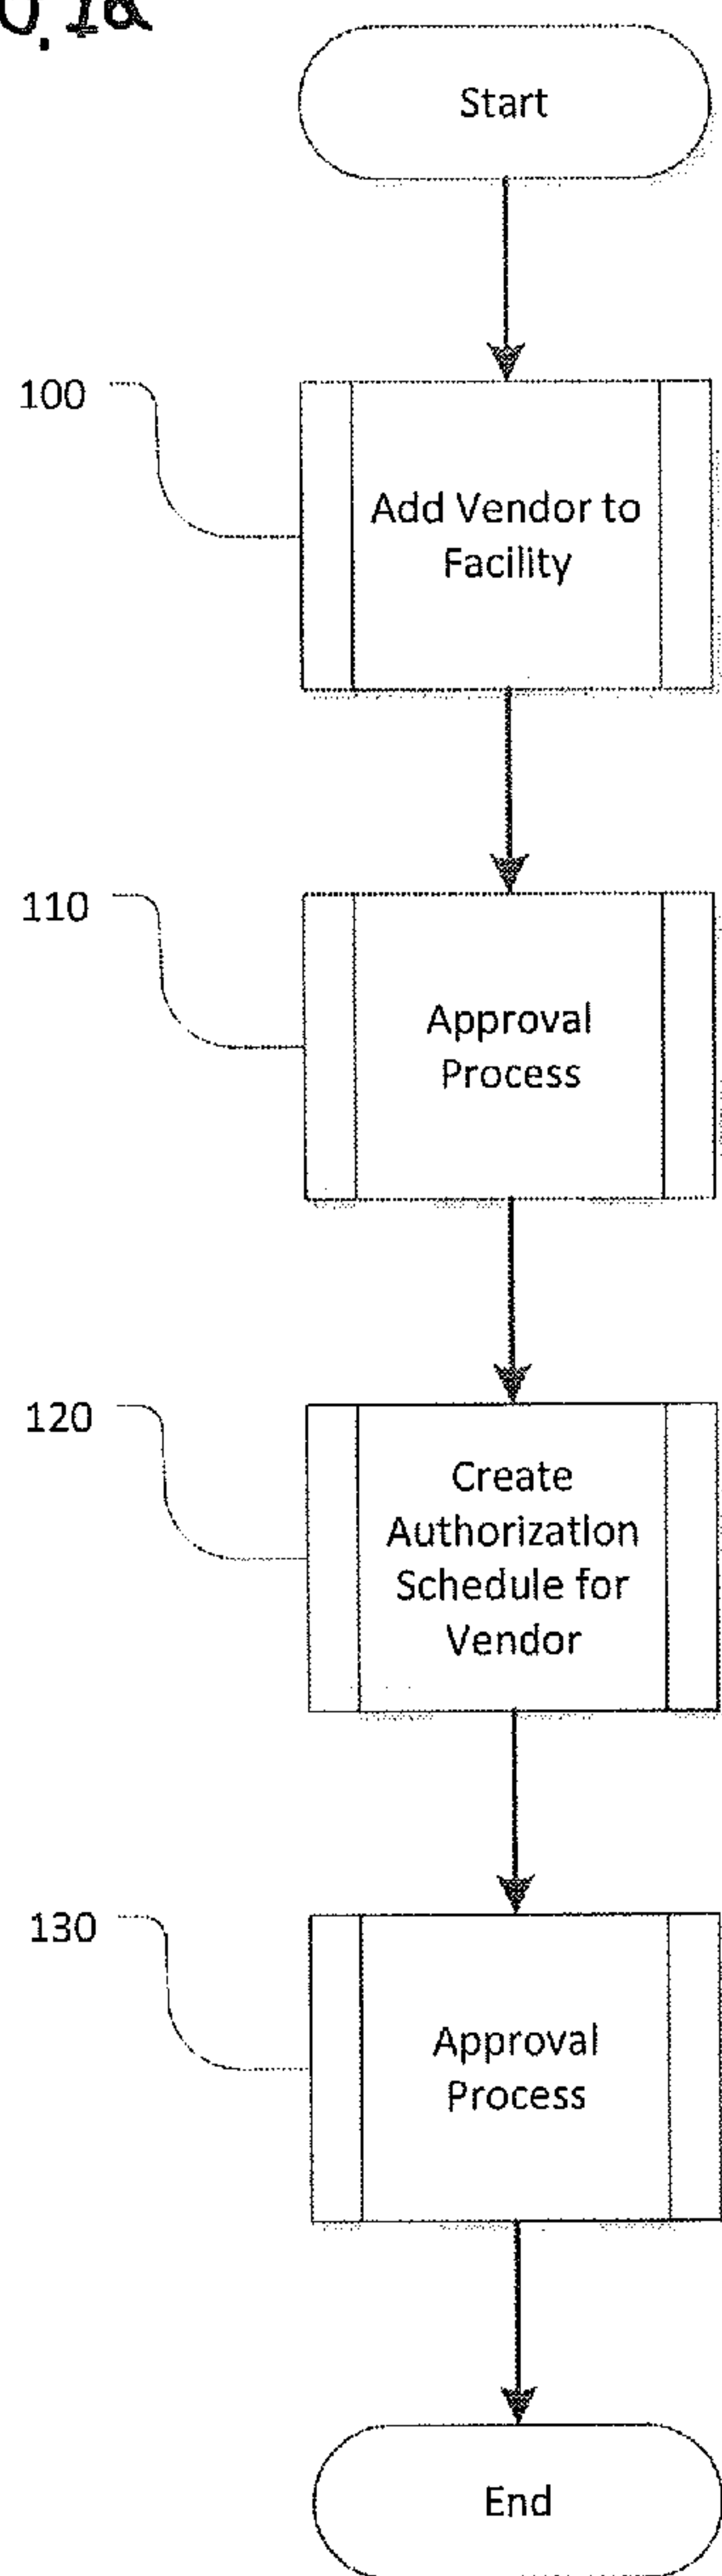 Start
100
Add Vendor to
Facility
110
Approval
Process
120
Create
Authorization
Schedule for
Vendor
130
Approval
Process
End